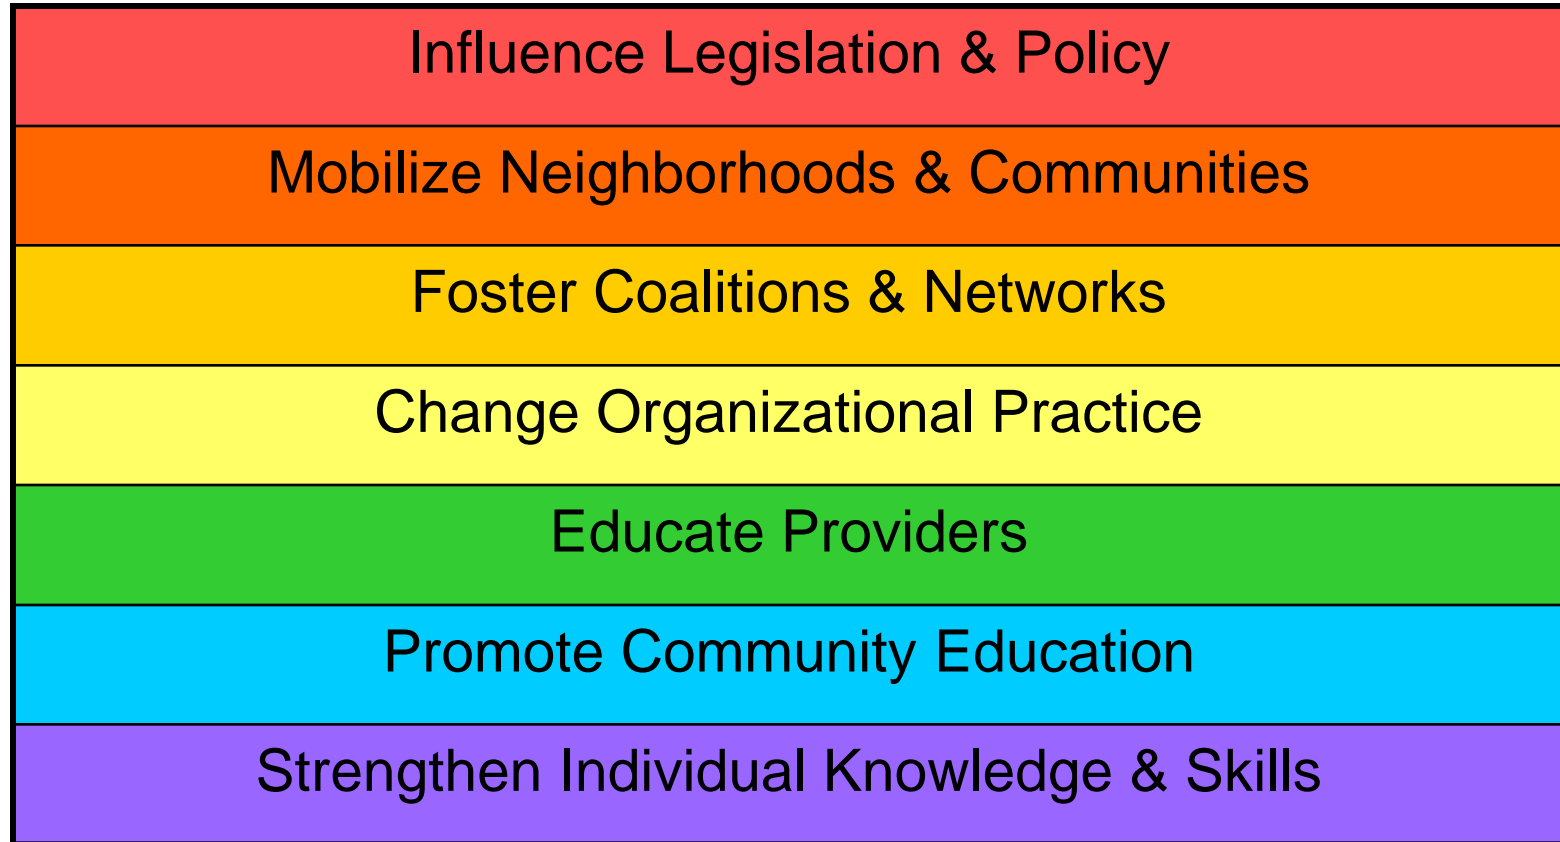 Influence Legislation & Policy
Mobilize Neighborhoods & Communities
Foster Coalitions & Networks
Change Organizational Practice
Educate Providers
Promote Community Education
Strengthen Individual Knowledge & Skills